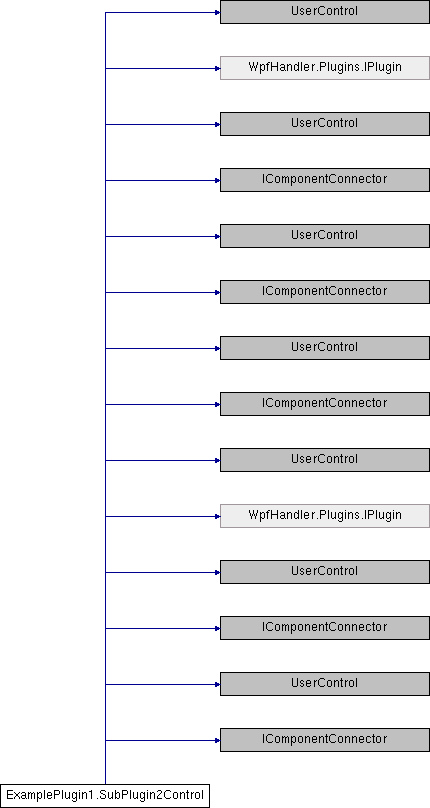 UserControl
WpfHandler.Plugins.IPlugin
UserControl
IComponentConnector
UserControl
IComponentConnector
UserControl
IComponentConnector
UserControl
WpfHandler.Plugins.IPlugin
UserControl
IComponentConnector
UserControl
IComponentConnector
ExamplePlugin1.SubPlugin2Control